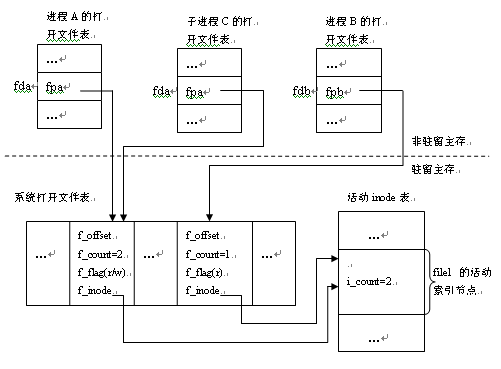 进程 A 的打
开文件表
子进程 C 的打
开文件表
进程 B 的打
开文件表
...
...
...
fda
fpa
fda
fpa
fdb
fpb
...
...
...
非驻留主存
驻留主存
系统打开文件表
活动 inode 表
...
f_offset
f_count=2
f_flag(r/w)
f_inode
...
f_offset
f_count=1
f_flag(r)
f_inode
...
...
i_count=2
...
file1 的活动
索引节点